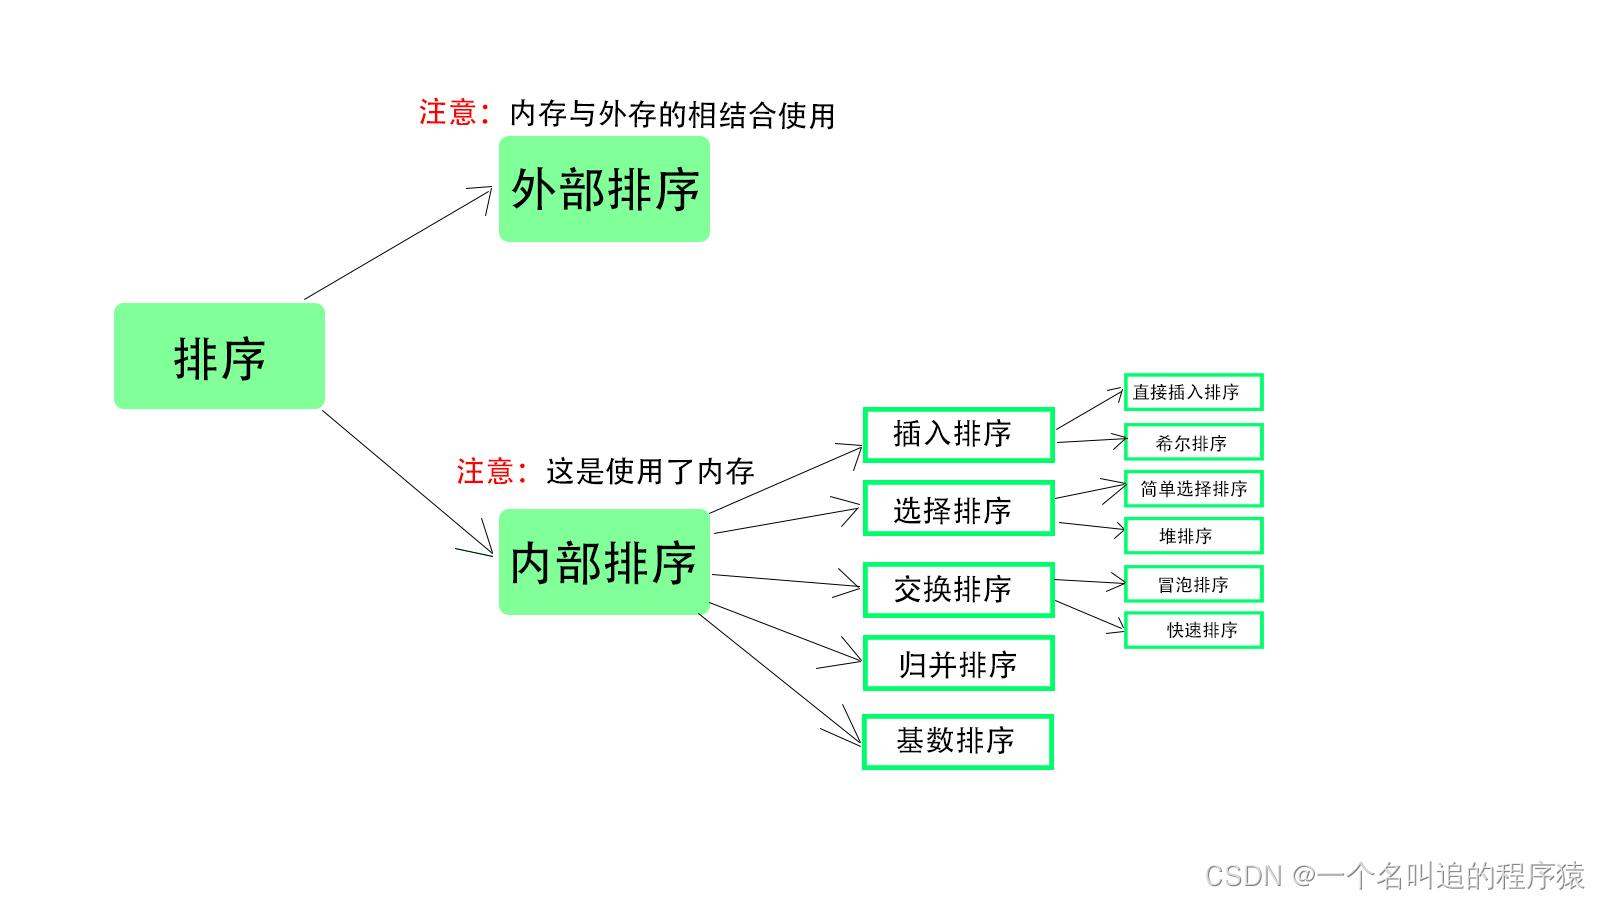 注意：内存与外存的相结合使用
外部排序
排序
注意：这是使用了内存
内部排序
插入排序
选择排序
交换排序
归并排序
基数排序
直接插入排序
希尔排序
简单选择排序
堆排序
冒泡排序
快速排序
CSDN @一个名叫追的程序猿